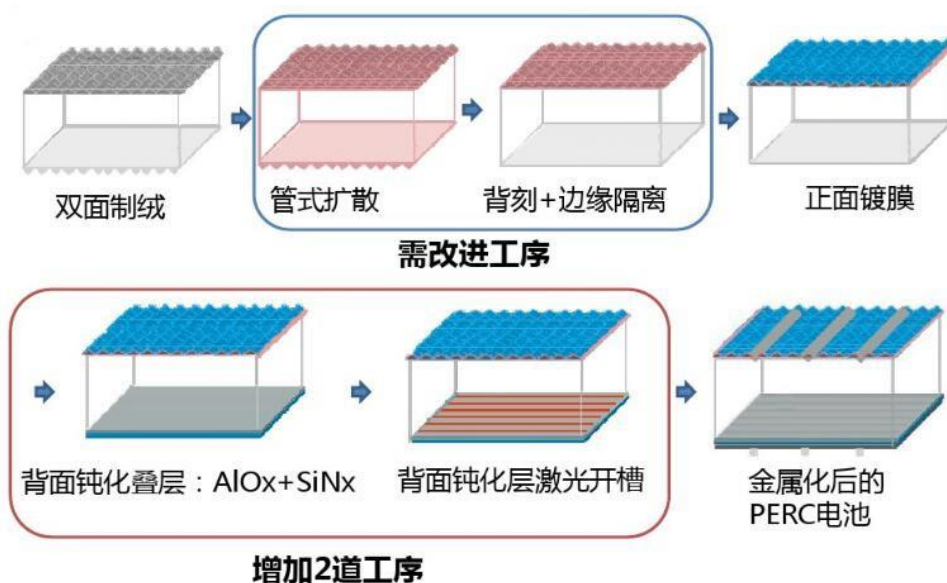 双面制绒
管式扩散
背刻+边缘隔离
正面镀膜
需改进工序
背面钝化叠层：AlOx+SiNx
背面钝化层激光开槽
金属化后的
PERC电池
增加2道工序